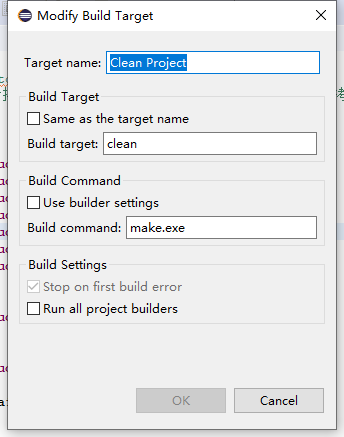 Modify Build Target
Target name: Clean Project
Build Target
Same as the target name
Build target: clean
Build Command
Use builder settings
Build command: make.exe
Build Settings
Stop on first build error
Run all project builders
OK Cancel